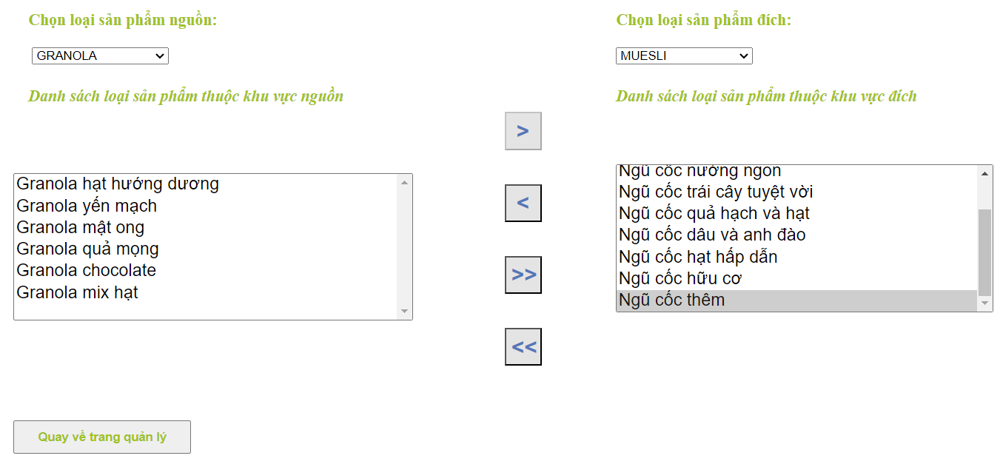 Chọn loại sản phẩm nguồn:
GRANOLA
Danh sách loại sản phẩm thuộc khu vực nguồn
Granola hạt hướng dương
Granola yến mạch
Granola mật ong
Granola quả mọng
Granola chocolate
Granola mix hạt
>
<
>>
<<
Chọn loại sản phẩm đích:
MUESLI
Danh sách loại sản phẩm thuộc khu vực đích
Ngũ cốc nướng ngon
Ngũ cốc trái cây tuyệt vời
Ngũ cốc quả hạch và hạt
Ngũ cốc dâu và anh đào
Ngũ cốc hạt hấp dẫn
Ngũ cốc hữu cơ
Ngũ cốc thêm
Quay về trang quản lý